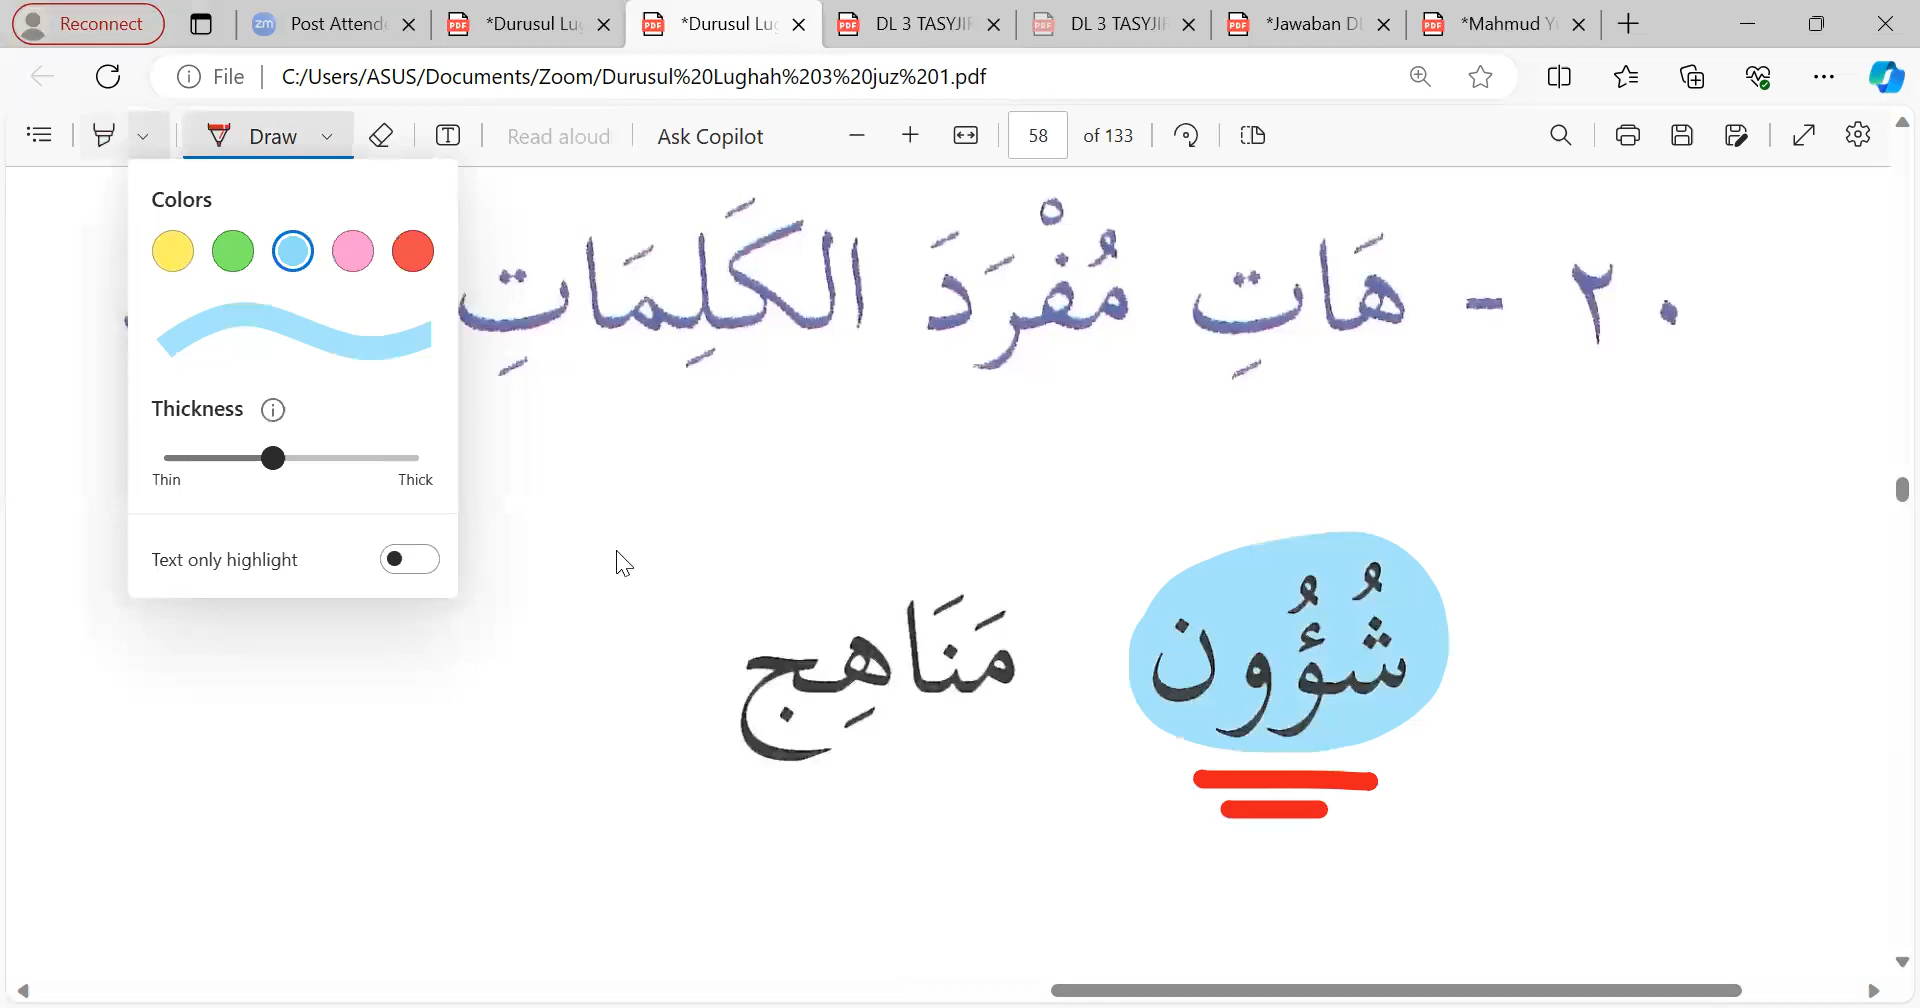 Reconnect
Post Attende
*Durusul Lu
*Durusul Lu
DL 3 TASYJI
DL 3 TASYJI
*Jawaban D
*Mahmud Y
File
C:/Users/ASUS/Documents/Zoom/Durusul%20Lughah%203%20juz%201.pdf
Draw
Read aloud
Ask Copilot
58 of 133
Colors
Thickness
Thin Thick
Text only highlight
٢٠ - هَاتِ مُفْرَدَ الكَلِمَاتِ
شُؤُون مَنَاهِج